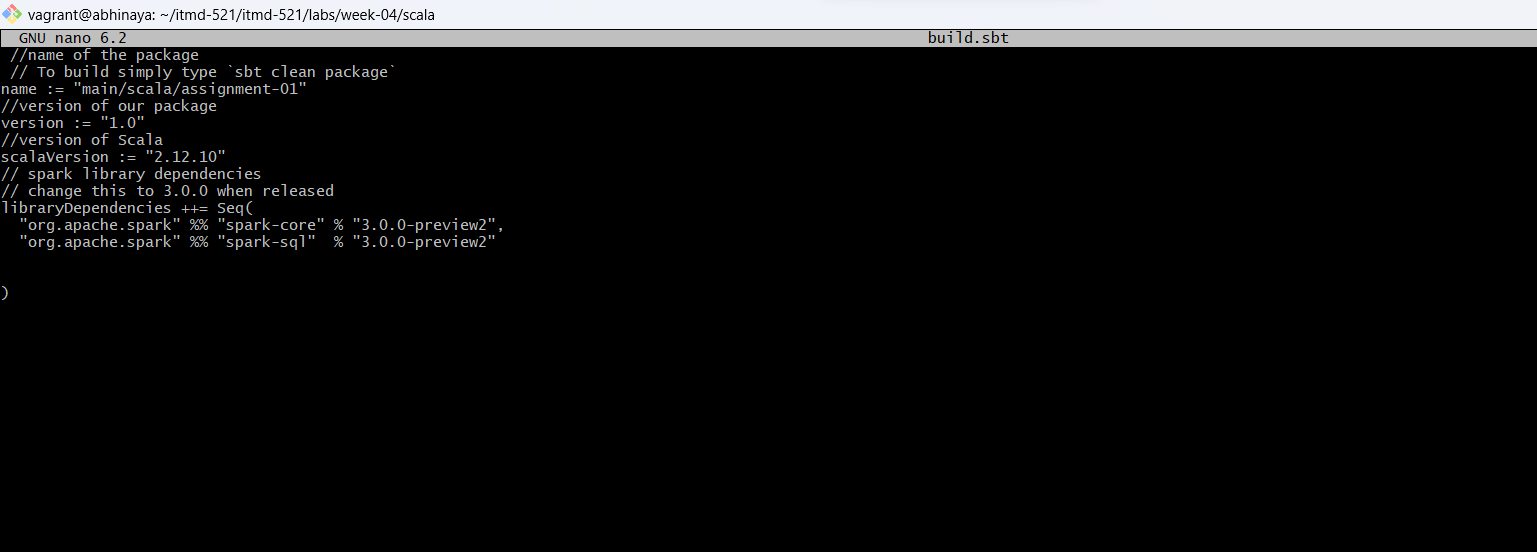 vagrant@abhinaya: ~/itmd-521/itmd-521/labs/week-04/scala
GNU nano 6.2 build.sbt
//name of the package
// To build simply type `sbt clean package`
name := "main/scala/assignment-01"
//version of our package
version := "1.0"
//version of Scala
scalaVersion := "2.12.10"
// spark library dependencies
// change this to 3.0.0 when released
libraryDependencies ++= Seq(
"org.apache.spark" %% "spark-core" % "3.0.0-preview2",
"org.apache.spark" %% "spark-sql"  % "3.0.0-preview2"
)